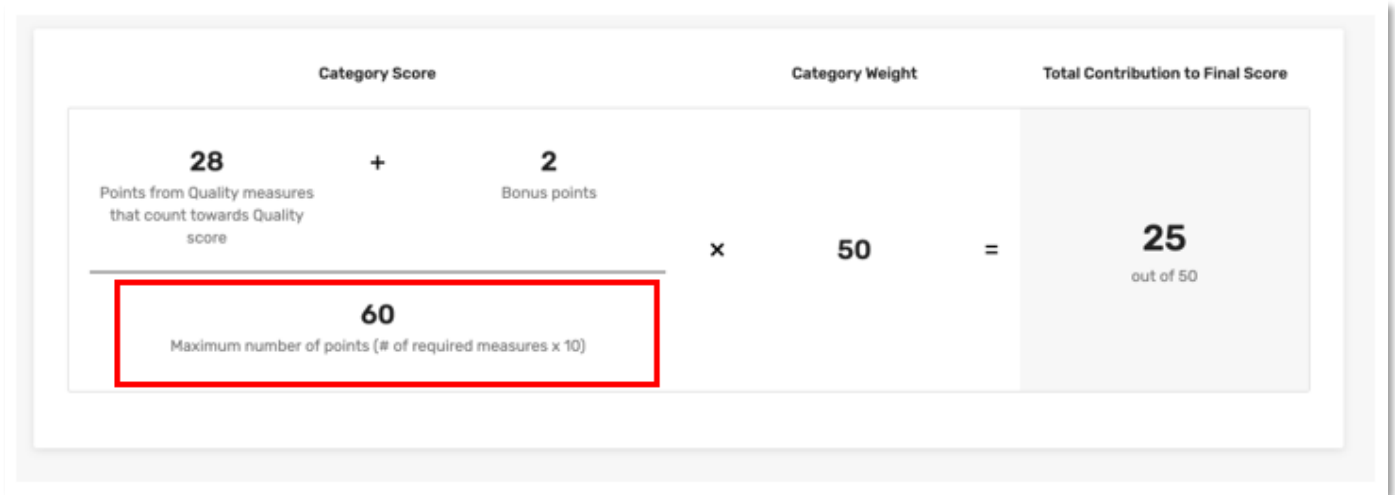 Category Score
Category Weight
Total Contribution to Final Score
28
+
2
Points from Quality measures
that count towards Quality
score
Bonus points
×
50
=
25
out of 50
60
Maximum number of points (# of required measures x 10)